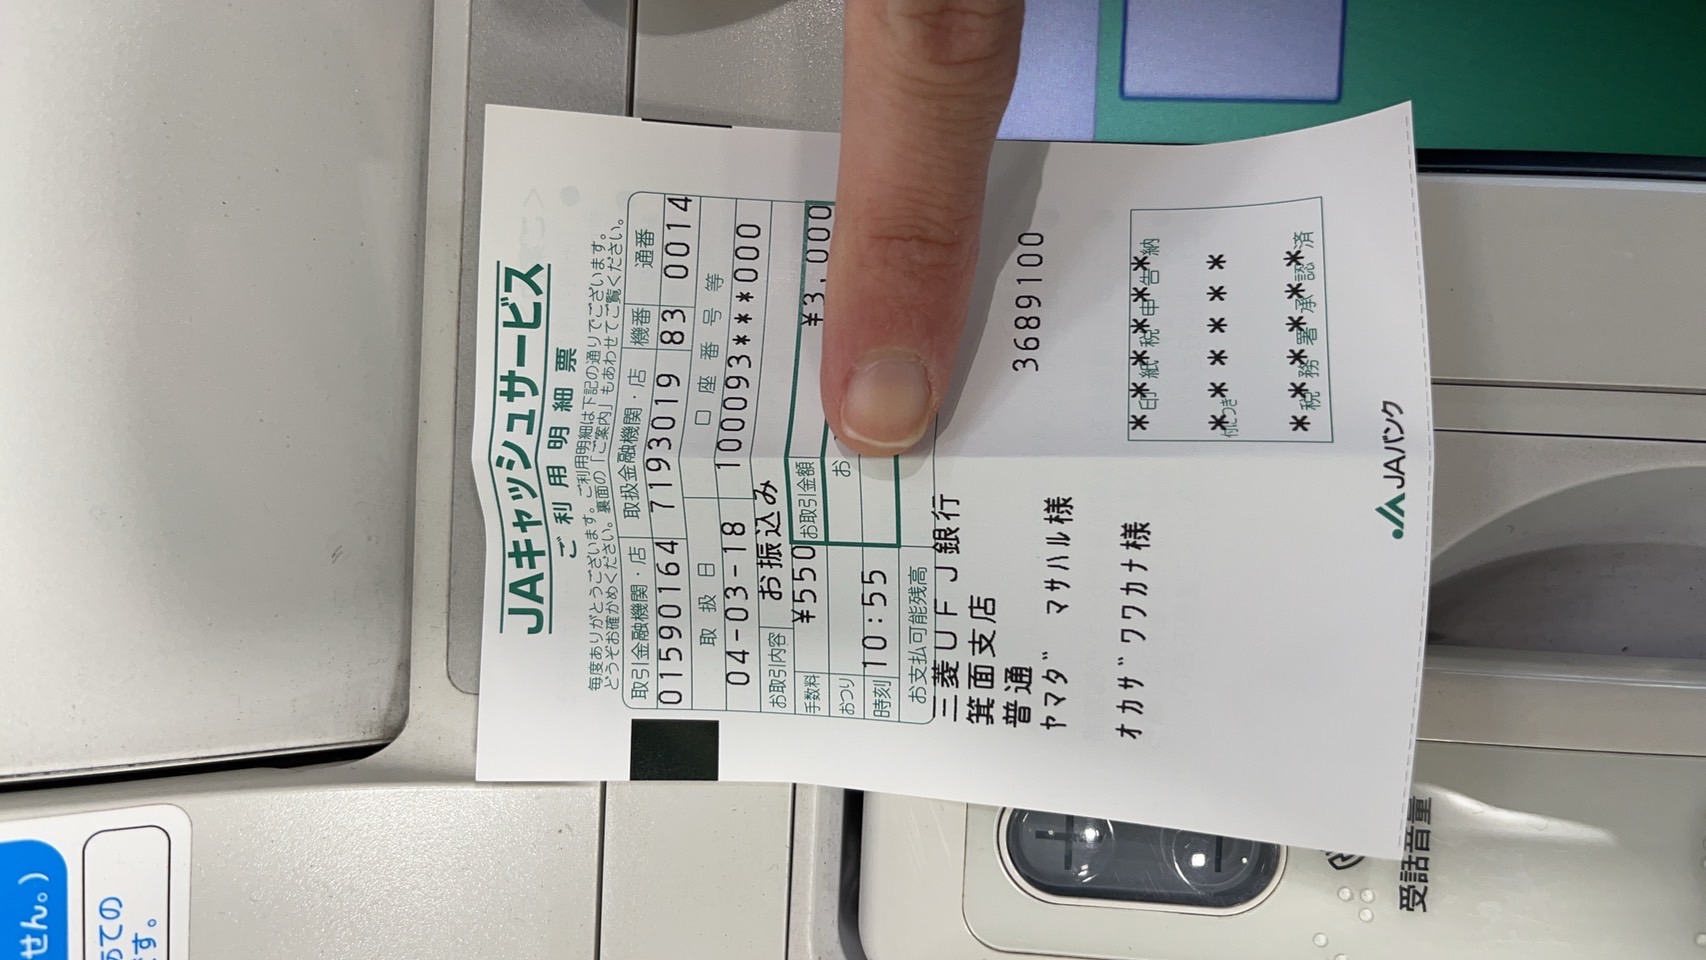 JAキャッシュサービス
ご利用明細票
毎度ありがとうございます。ご利用明細は下記の通りでございます。
どうぞお確かめください。裏面の「ご案内」もあわせてご覧ください。
取引金融機関・店 取扱金融機関・店 機番 通番
01590164 7193019 83 0014
取扱日 口座番号等
04-03-18 100093****000
お取引内容 お振込み
手数料 ¥550 お取引金額 ¥3,000
おつり お
時刻 10:55
お支払可能残高
三菱UFJ銀行
箕面支店
普通 3689100
ヤマダ マサハル様
オカザワワカナ様
******
印紙税申告納
******
付につき
******
税務署承認済
JAバンク
受話音量
せん。)
あての
ます。